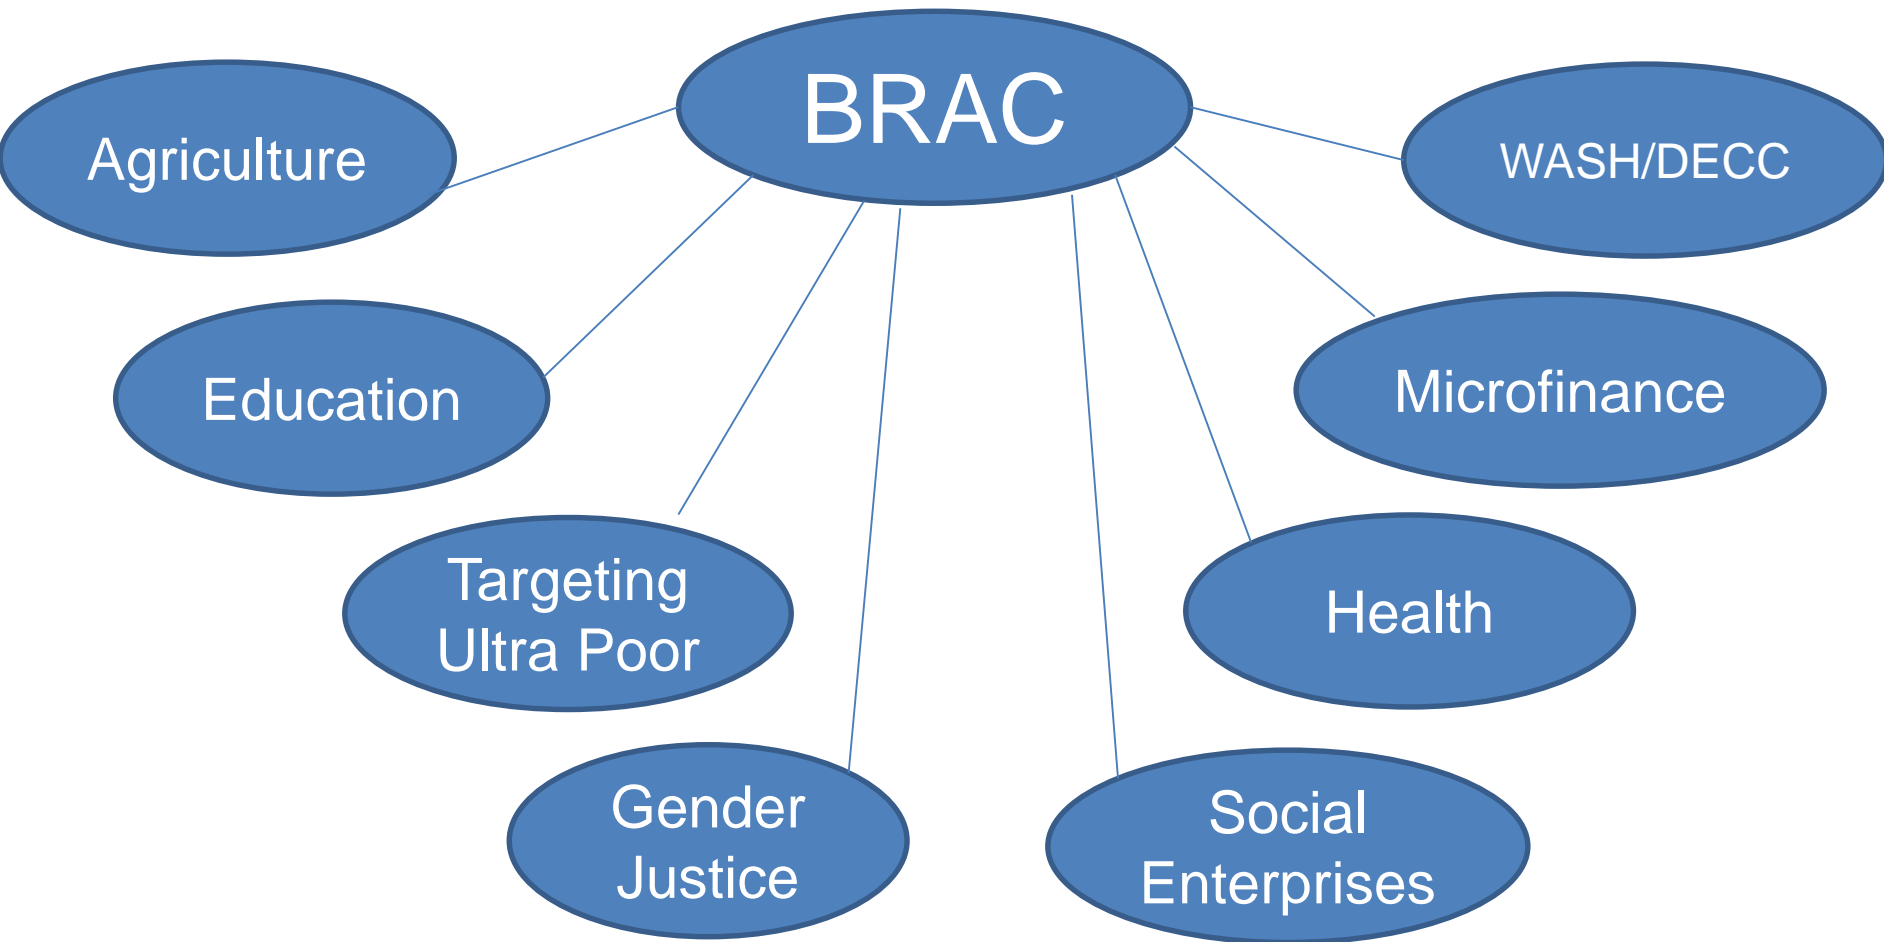 BRAC
Agriculture
WASH/DECC
Education
Microfinance
Targeting
Ultra Poor
Health
Gender
Justice
Social
Enterprises